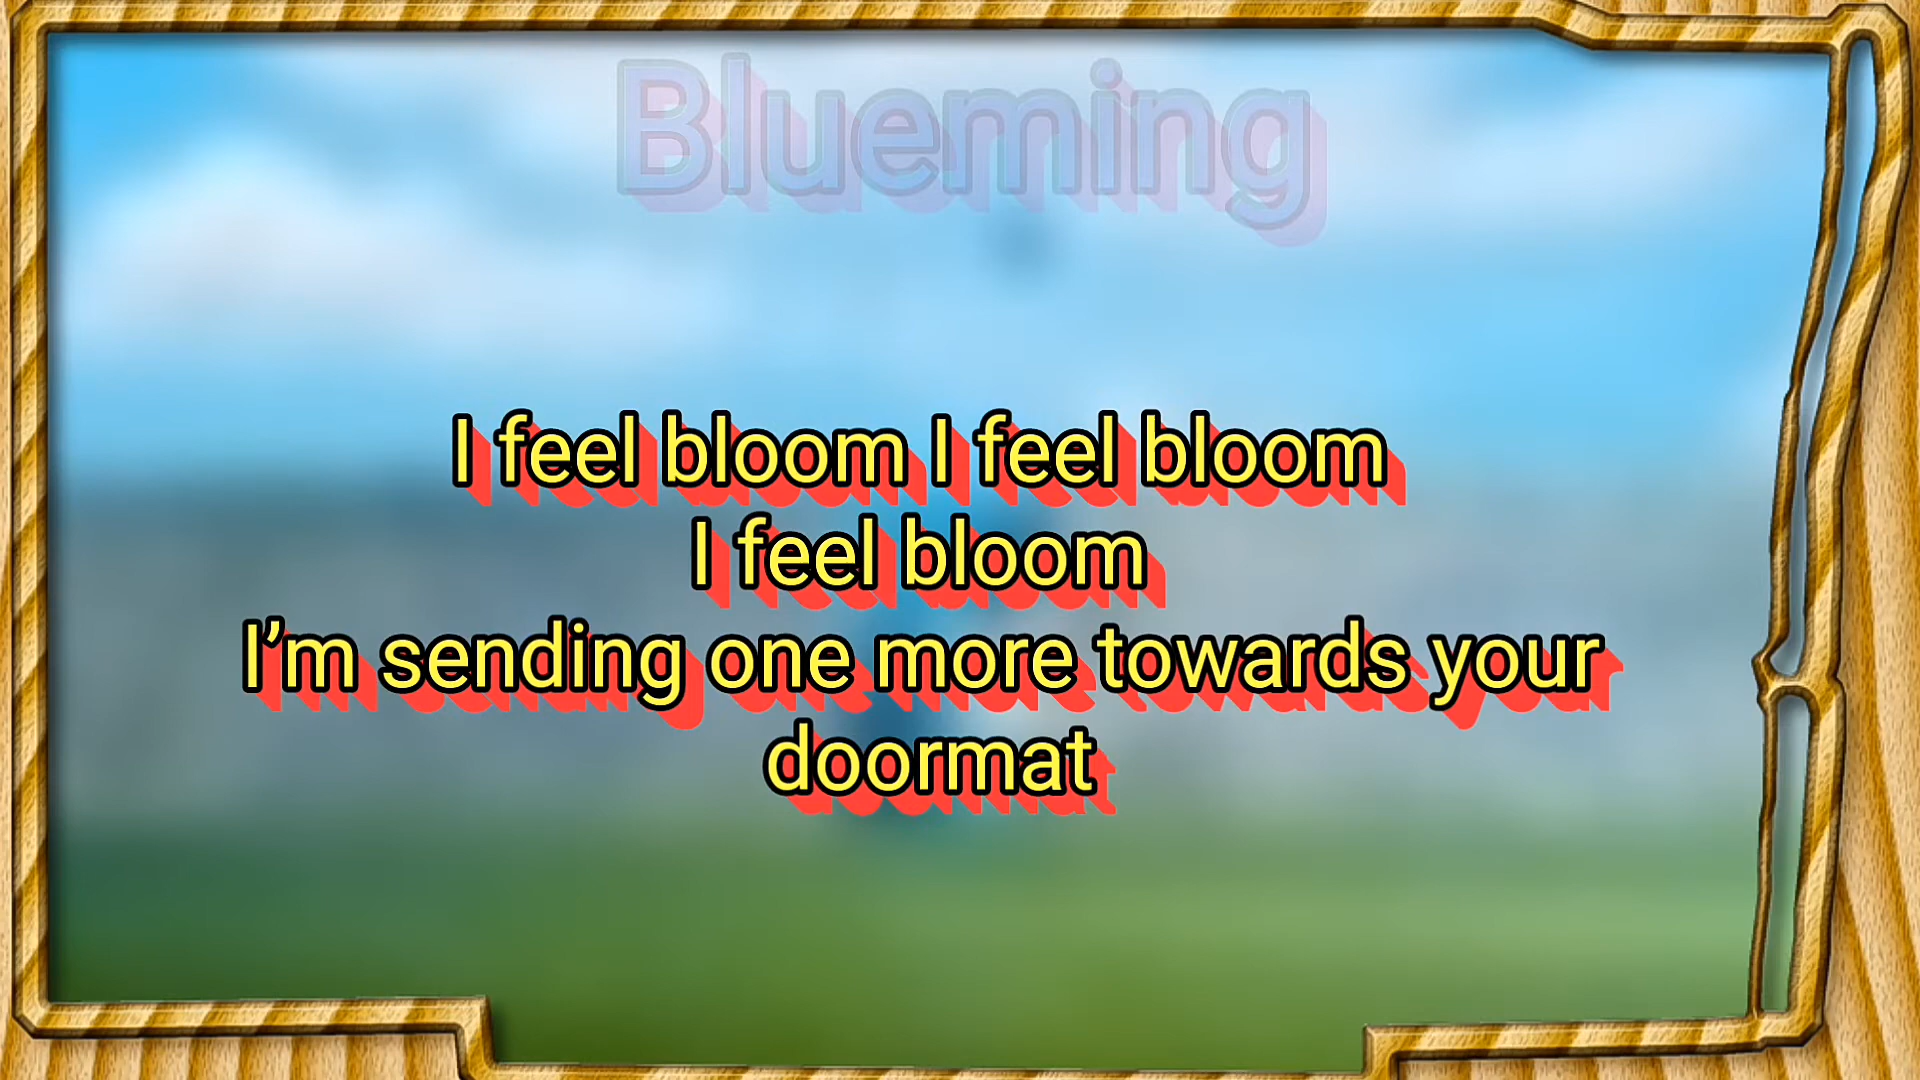 Blueming
I feel bloom I feel bloom
I feel bloom
I’m sending one more towards your
doormat